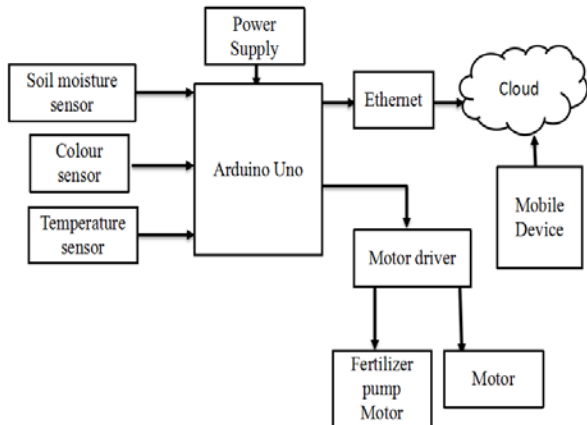 Power
Supply
Soil moisture
sensor
Ethernet
Cloud
Colour
sensor
Arduino Uno
Temperature
sensor
Mobile
Device
Motor driver
Fertilizer
pump
Motor
Motor